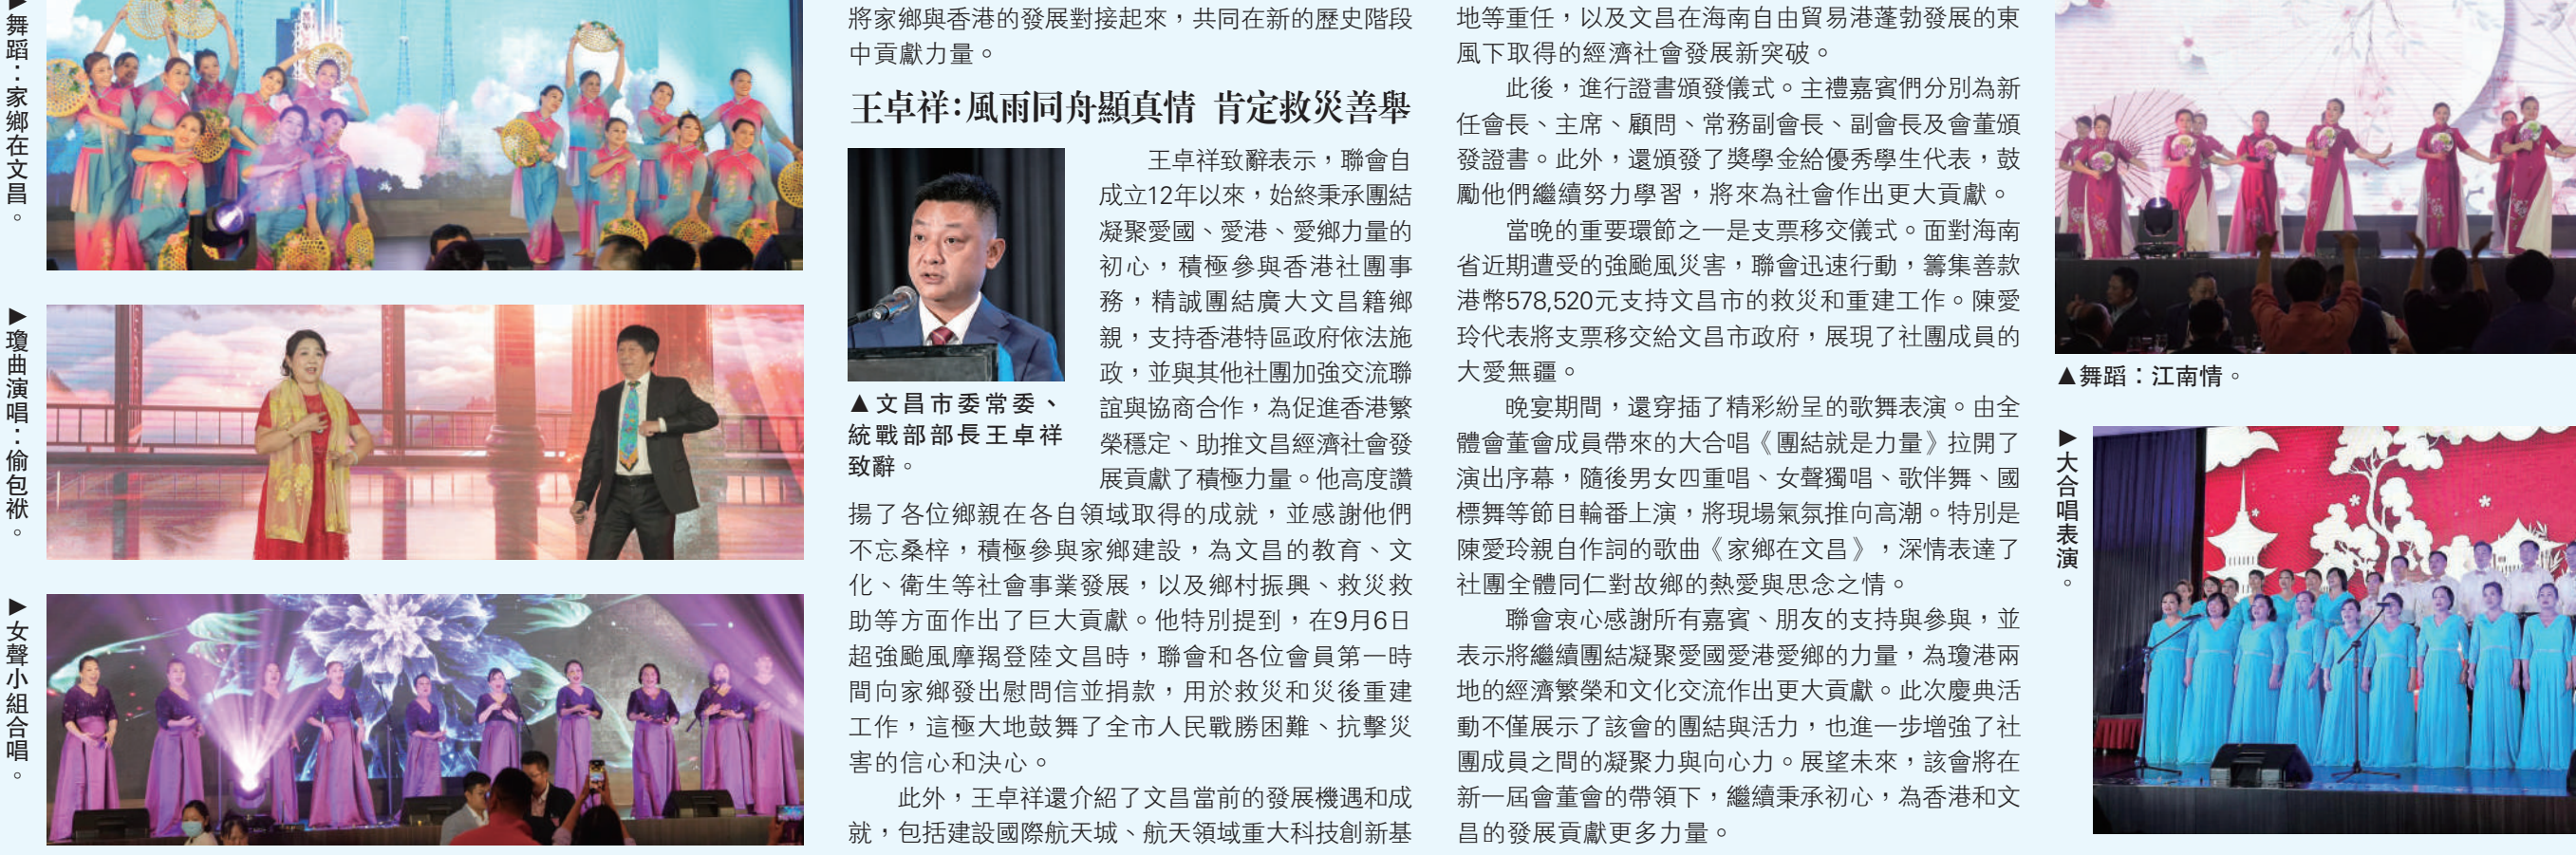 ▶舞蹈：家鄉在文昌。
▶瓊曲演唱：偷包袱。
▶女聲小組合唱。
將家鄉與香港的發展對接起來，共同在新的歷史階段
中貢獻力量。
王卓祥：風雨同舟顯真情 肯定救災善舉
王卓祥致辭表示，聯會自
成立12年以來，始終秉承團結
凝聚愛國、愛港、愛鄉力量的
初心，積極參與香港社團事
務，精誠團結廣大文昌籍鄉
親，支持香港特區政府依法施
政，並與其他社團加強交流聯
誼與協商合作，為促進香港繁
榮穩定、助推文昌經濟社會發
展貢獻了積極力量。他高度讚
揚了各位鄉親在各自領域取得的成就，並感謝他們
不忘桑梓，積極參與家鄉建設，為文昌的教育、文
化、衛生等社會事業發展，以及鄉村振興、救災救
助等方面作出了巨大貢獻。他特別提到，在9月6日
超強颱風摩羯登陸文昌時，聯會和各位會員第一時
間向家鄉發出慰問信並捐款，用於救災和災後重建
工作，這極大地鼓舞了全市人民戰勝困難、抗擊災
害的信心和決心。
此外，王卓祥還介紹了文昌當前的發展機遇和成
就，包括建設國際航天城、航天領域重大科技創新基
▲文昌市委常委、
統戰部部長王卓祥
致辭。
地等重任，以及文昌在海南自由貿易港蓬勃發展的東
風下取得的經濟社會發展新突破。
此後，進行證書頒發儀式。主禮嘉賓們分別為新
任會長、主席、顧問、常務副會長、副會長及會董頒
發證書。此外，還頒發了獎學金給優秀學生代表，鼓
勵他們繼續努力學習，將來為社會作出更大貢獻。
當晚的重要環節之一是支票移交儀式。面對海南
省近期遭受的強颱風災害，聯會迅速行動，籌集善款
港幣578,520元支持文昌市的救災和重建工作。陳愛
玲代表將支票移交給文昌市政府，展現了社團成員的
大愛無疆。
晚宴期間，還穿插了精彩紛呈的歌舞表演。由全
體會董會成員帶來的大合唱《團結就是力量》拉開了
演出序幕，隨後男女四重唱、女聲獨唱、歌伴舞、國
標舞等節目輪番上演，將現場氣氛推向高潮。特別是
陳愛玲親自作詞的歌曲《家鄉在文昌》，深情表達了
社團全體同仁對故鄉的熱愛與思念之情。
聯會衷心感謝所有嘉賓、朋友的支持與參與，並
表示將繼續團結凝聚愛國愛港愛鄉的力量，為瓊港兩
地的經濟繁榮和文化交流作出更大貢獻。此次慶典活
動不僅展示了該會的團結與活力，也進一步增強了社
團成員之間的凝聚力與向心力。展望未來，該會將在
新一屆會董會的帶領下，繼續秉承初心，為香港和文
昌的發展貢獻更多力量。
▲舞蹈：江南情。
▶大合唱表演。